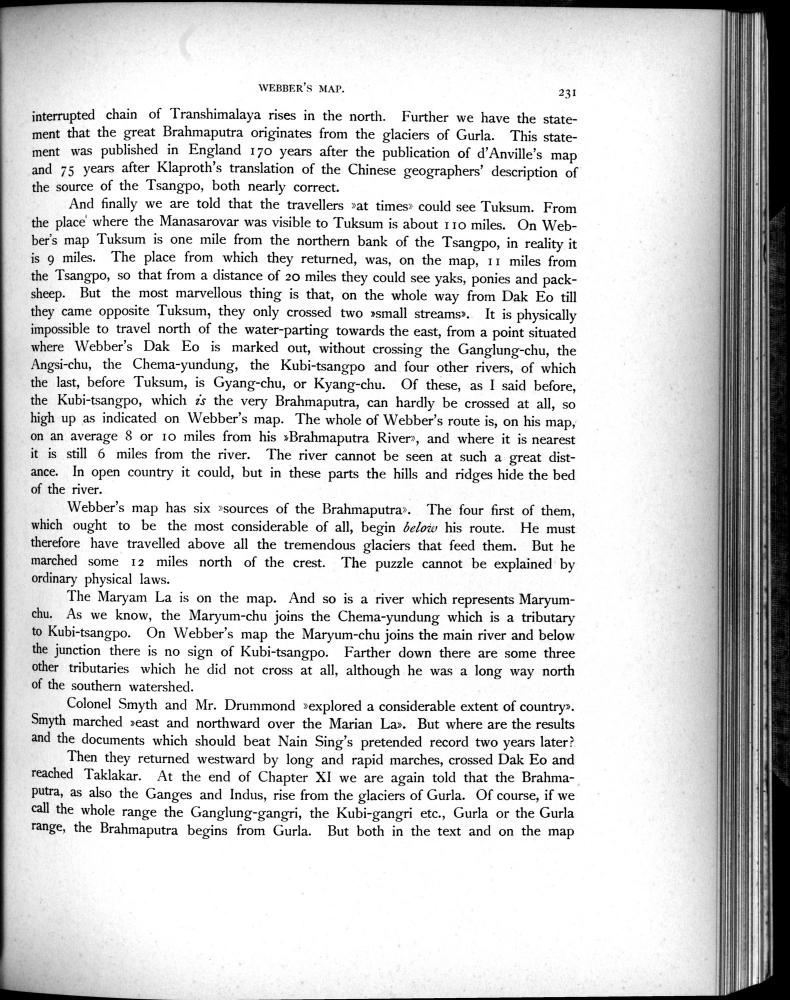 WEBBER'S MAP.
231
interrupted chain of Transhimalaya rises in the north. Further we have the state-
ment that the great Brahmaputra originates from the glaciers of Gurla. This state-
ment was published in England 170 years after the publication of d'Anville's map
and 75 years after Klaproth's translation of the Chinese geographers' description of
the source of the Tsangpo, both nearly correct.
And finally we are told that the travellers »at times» could see Tuksum. From
the place' where the Manasarovar was visible to Tuksum is about 110 miles. On Web-
ber's map Tuksum is one mile from the northern bank of the Tsangpo, in reality it
is 9 miles. The place from which they returned, was, on the map, 11 miles from
the Tsangpo, so that from a distance of 20 miles they could see yaks, ponies and pack-
sheep. But the most marvellous thing is that, on the whole way from Dak Eo till
they came opposite Tuksum, they only crossed two »small streams». It is physically
impossible to travel north of the water-parting towards the east, from a point situated
where Webber's Dak Eo is marked out, without crossing the Ganglung-chu, the
Angsi-chu, the Chema-yundung, the Kubi-tsangpo and four other rivers, of which
the last, before Tuksum, is Gyang-chu, or Kyang-chu. Of these, as I said before,
the Kubi-tsangpo, which is the very Brahmaputra, can hardly be crossed at all, so
high up as indicated on Webber's map. The whole of Webber's route is, on his map,
on an average 8 or 10 miles from his »Brahmaputra River», and where it is nearest
it is still 6 miles from the river. The river cannot be seen at such a great dist-
ance. In open country it could, but in these parts the hills and ridges hide the bed
of the river.
Webber's map has six »sources of the Brahmaputra». The four first of them,
which ought to be the most considerable of all, begin below his route. He must
therefore have travelled above all the tremendous glaciers that feed them. But he
marched some 12 miles north of the crest. The puzzle cannot be explained by
ordinary physical laws.
The Maryam La is on the map. And so is a river which represents Maryum-
chu. As we know, the Maryum-chu joins the Chema-yundung which is a tributary
to Kubi-tsangpo. On Webber's map the Maryum-chu joins the main river and below
the junction there is no sign of Kubi-tsangpo. Farther down there are some three
other tributaries which he did not cross at all, although he was a long way north
of the southern watershed.
Colonel Smyth and Mr. Drummond »explored a considerable extent of country».
Smyth marched »east and northward over the Marian La». But where are the results
and the documents which should beat Nain Sing's pretended record two years later?
Then they returned westward by long and rapid marches, crossed Dak Eo and
reached Taklakar. At the end of Chapter XI we are again told that the Brahma-
putra, as also the Ganges and Indus, rise from the glaciers of Gurla. Of course, if we
call the whole range the Ganglung-gangri, the Kubi-gangri etc., Gurla or the Gurla
range, the Brahmaputra begins from Gurla. But both in the text and on the map